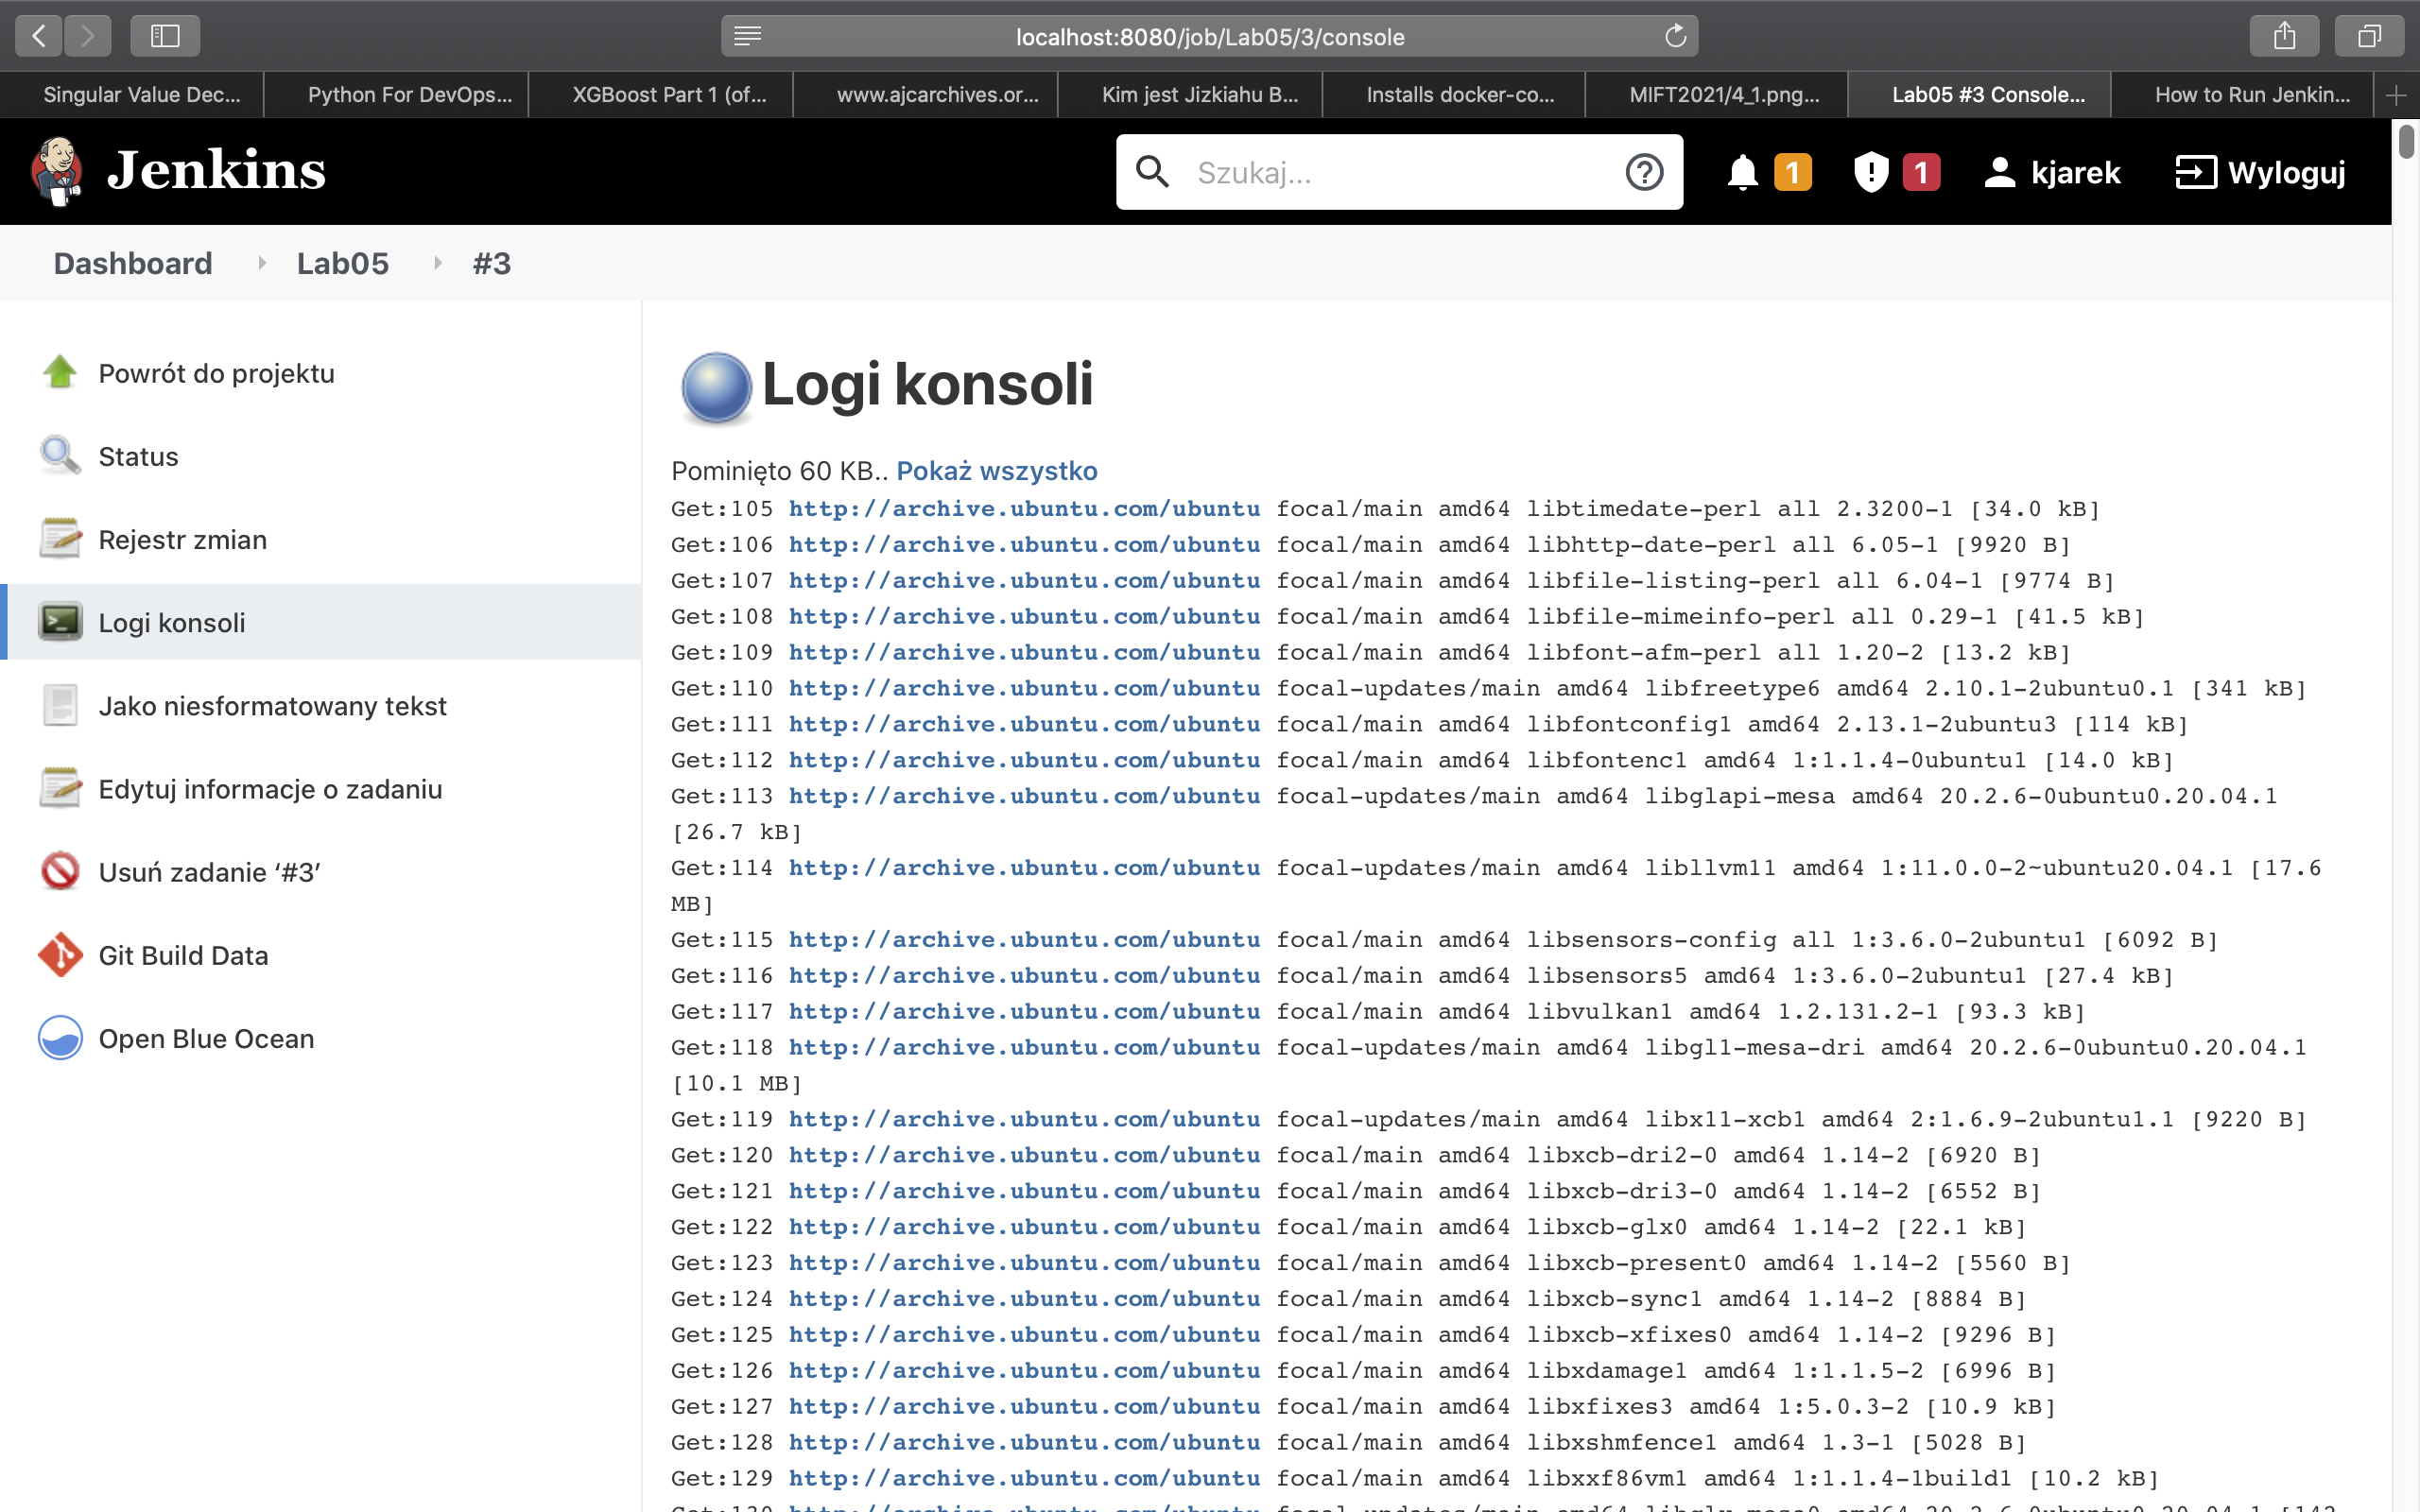 localhost:8080/job/Lab05/3/console
Singular Value Dec... Python For DevOps... XGBoost Part 1 (of... www.ajcarchives.or... Kim jest Jizkiahu B... Installs docker-co... MIFT2021/4_1.png... Lab05 #3 Console... How to Run Jenkin...
Jenkins Szukaj... 1 1 kjarek Wyloguj
Dashboard Lab05 #3
Powrót do projektu
Status
Rejestr zmian
Logi konsoli
Jako niesformatowany tekst
Edytuj informacje o zadaniu
Usuń zadanie ‘#3’
Git Build Data
Open Blue Ocean
Logi konsoli
Pominięto 60 KB.. Pokaż wszystko
Get:105 http://archive.ubuntu.com/ubuntu focal/main amd64 libtimedate-perl all 2.3200-1 [34.0 kB]
Get:106 http://archive.ubuntu.com/ubuntu focal/main amd64 libhttp-date-perl all 6.05-1 [9920 B]
Get:107 http://archive.ubuntu.com/ubuntu focal/main amd64 libfile-listing-perl all 6.04-1 [9774 B]
Get:108 http://archive.ubuntu.com/ubuntu focal/main amd64 libfile-mimeinfo-perl all 0.29-1 [41.5 kB]
Get:109 http://archive.ubuntu.com/ubuntu focal/main amd64 libfont-afm-perl all 1.20-2 [13.2 kB]
Get:110 http://archive.ubuntu.com/ubuntu focal-updates/main amd64 libfreetype6 amd64 2.10.1-2ubuntu0.1 [341 kB]
Get:111 http://archive.ubuntu.com/ubuntu focal/main amd64 libfontconfig1 amd64 2.13.1-2ubuntu3 [114 kB]
Get:112 http://archive.ubuntu.com/ubuntu focal/main amd64 libfontenc1 amd64 1:1.1.4-0ubuntu1 [14.0 kB]
Get:113 http://archive.ubuntu.com/ubuntu focal-updates/main amd64 libglapi-mesa amd64 20.2.6-0ubuntu0.20.04.1
[26.7 kB]
Get:114 http://archive.ubuntu.com/ubuntu focal-updates/main amd64 libllvm11 amd64 1:11.0.0-2~ubuntu20.04.1 [17.6
MB]
Get:115 http://archive.ubuntu.com/ubuntu focal/main amd64 libsensors-config all 1:3.6.0-2ubuntu1 [6092 B]
Get:116 http://archive.ubuntu.com/ubuntu focal/main amd64 libsensors5 amd64 1:3.6.0-2ubuntu1 [27.4 kB]
Get:117 http://archive.ubuntu.com/ubuntu focal/main amd64 libvulkan1 amd64 1.2.131.2-1 [93.3 kB]
Get:118 http://archive.ubuntu.com/ubuntu focal-updates/main amd64 libgl1-mesa-dri amd64 20.2.6-0ubuntu0.20.04.1
[10.1 MB]
Get:119 http://archive.ubuntu.com/ubuntu focal-updates/main amd64 libx11-xcb1 amd64 2:1.6.9-2ubuntu1.1 [9220 B]
Get:120 http://archive.ubuntu.com/ubuntu focal/main amd64 libxcb-dri2-0 amd64 1.14-2 [6920 B]
Get:121 http://archive.ubuntu.com/ubuntu focal/main amd64 libxcb-dri3-0 amd64 1.14-2 [6552 B]
Get:122 http://archive.ubuntu.com/ubuntu focal/main amd64 libxcb-glx0 amd64 1.14-2 [22.1 kB]
Get:123 http://archive.ubuntu.com/ubuntu focal/main amd64 libxcb-present0 amd64 1.14-2 [5560 B]
Get:124 http://archive.ubuntu.com/ubuntu focal/main amd64 libxcb-sync1 amd64 1.14-2 [8884 B]
Get:125 http://archive.ubuntu.com/ubuntu focal/main amd64 libxcb-xfixes0 amd64 1.14-2 [9296 B]
Get:126 http://archive.ubuntu.com/ubuntu focal/main amd64 libxdamage1 amd64 1:1.1.5-2 [6996 B]
Get:127 http://archive.ubuntu.com/ubuntu focal/main amd64 libxfixes3 amd64 1:5.0.3-2 [10.9 kB]
Get:128 http://archive.ubuntu.com/ubuntu focal/main amd64 libxshmfence1 amd64 1.3-1 [5028 B]
Get:129 http://archive.ubuntu.com/ubuntu focal/main amd64 libxxf86vm1 amd64 1:1.1.4-1build1 [10.2 kB]